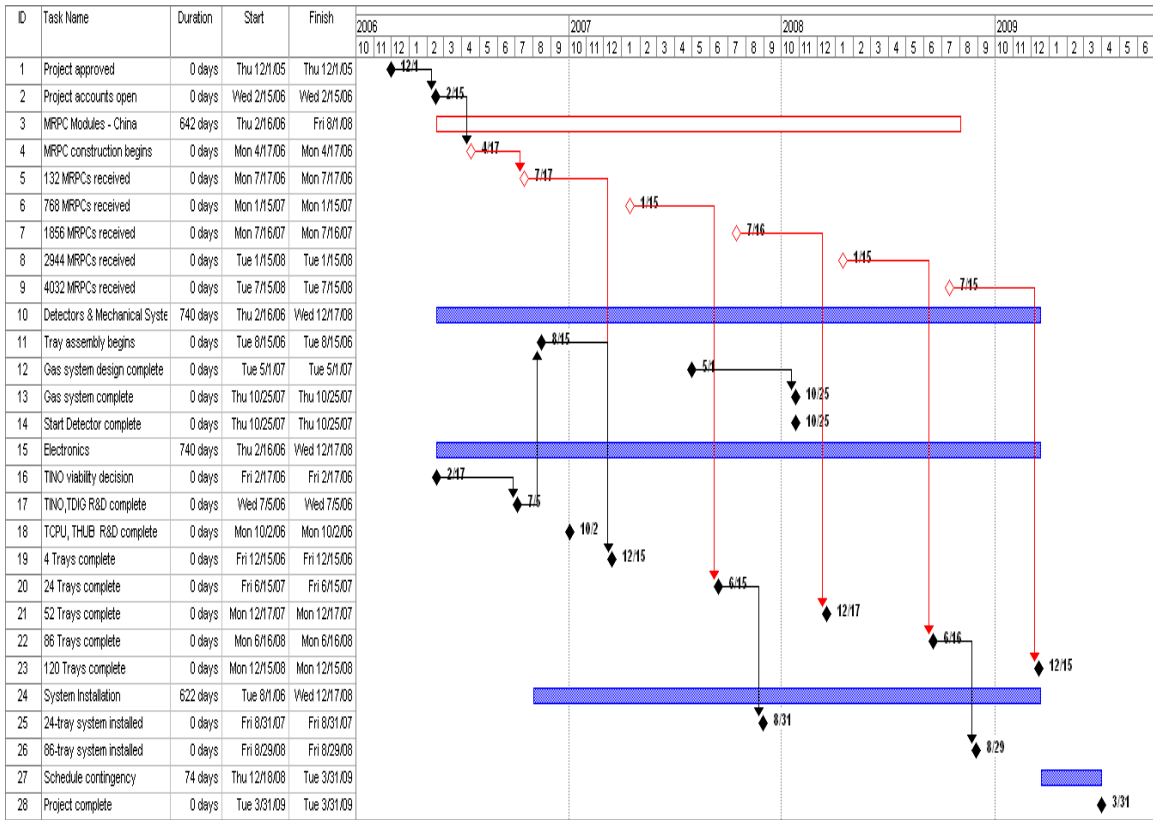 ID Task Name Duration Start Finish 2006 2007 2008 2009
10 11 12 1 2 3 4 5 6 7 8 9 10 11 12 1 2 3 4 5 6 7 8 9 10 11 12 1 2 3 4 5 6 7 8 9 10 11 12 1 2 3 4 5 6
1 Project approved 0 days Thu 12/1/05 Thu 12/1/05 12/1
2 Project accounts open 0 days Wed 2/15/06 Wed 2/15/06 2/15
3 MRPC Modules - China 642 days Thu 2/16/06 Fri 8/1/08
4 MRPC construction begins 0 days Mon 4/17/06 Mon 4/17/06 4/17
5 132 MRPCs received 0 days Mon 7/17/06 Mon 7/17/06 7/17
6 768 MRPCs received 0 days Mon 1/15/07 Mon 1/15/07 1/15
7 1856 MRPCs received 0 days Mon 7/16/07 Mon 7/16/07 7/16
8 2944 MRPCs received 0 days Tue 1/15/08 Tue 1/15/08 1/15
9 4032 MRPCs received 0 days Tue 7/15/08 Tue 7/15/08 7/15
10 Detectors & Mechanical Syste 740 days Thu 2/16/06 Wed 12/17/08
11 Tray assembly begins 0 days Tue 8/15/06 Tue 8/15/06 8/15
12 Gas system design complete 0 days Tue 5/1/07 Tue 5/1/07 5/1
13 Gas system complete 0 days Thu 10/25/07 Thu 10/25/07 10/25
14 Start Detector complete 0 days Thu 10/25/07 Thu 10/25/07 10/25
15 Electronics 740 days Thu 2/16/06 Wed 12/17/08
16 TINO viability decision 0 days Fri 2/17/06 Fri 2/17/06 2/17
17 TINO,TDIG R&D complete 0 days Wed 7/5/06 Wed 7/5/06 7/5
18 TCPU, THUB R&D complete 0 days Mon 10/2/06 Mon 10/2/06 10/2
19 4 Trays complete 0 days Fri 12/15/06 Fri 12/15/06 12/15
20 24 Trays complete 0 days Fri 6/15/07 Fri 6/15/07 6/15
21 52 Trays complete 0 days Mon 12/17/07 Mon 12/17/07 12/17
22 86 Trays complete 0 days Mon 6/16/08 Mon 6/16/08 6/16
23 120 Trays complete 0 days Mon 12/15/08 Mon 12/15/08 12/15
24 System Installation 622 days Tue 8/1/06 Wed 12/17/08
25 24-tray system installed 0 days Fri 8/31/07 Fri 8/31/07 8/31
26 86-tray system installed 0 days Fri 8/29/08 Fri 8/29/08 8/29
27 Schedule contingency 74 days Thu 12/18/08 Tue 3/31/09
28 Project complete 0 days Tue 3/31/09 Tue 3/31/09 3/31